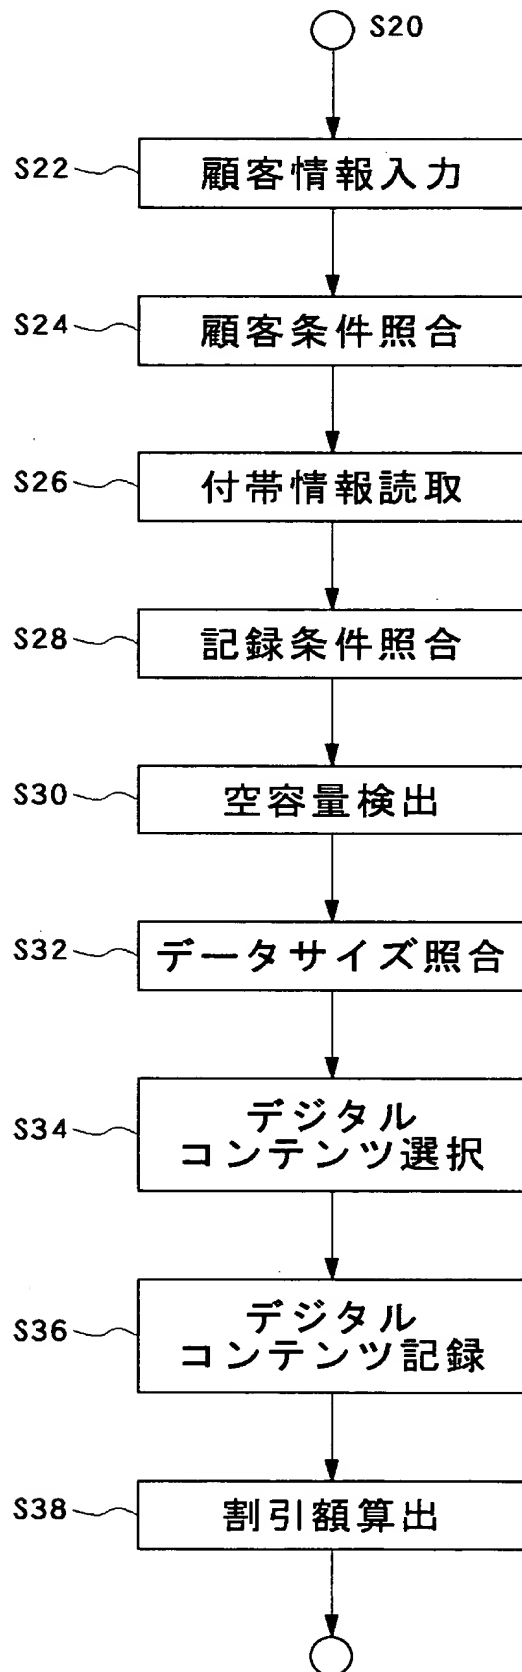 S20
S22
顧客情報入力
S24
顧客条件照合
S26
付帯情報読取
S28
記録条件照合
S30
空容量検出
S32
データサイズ照合
S34
デジタル
コンテンツ選択
S36
デジタル
コンテンツ記録
S38
割引額算出